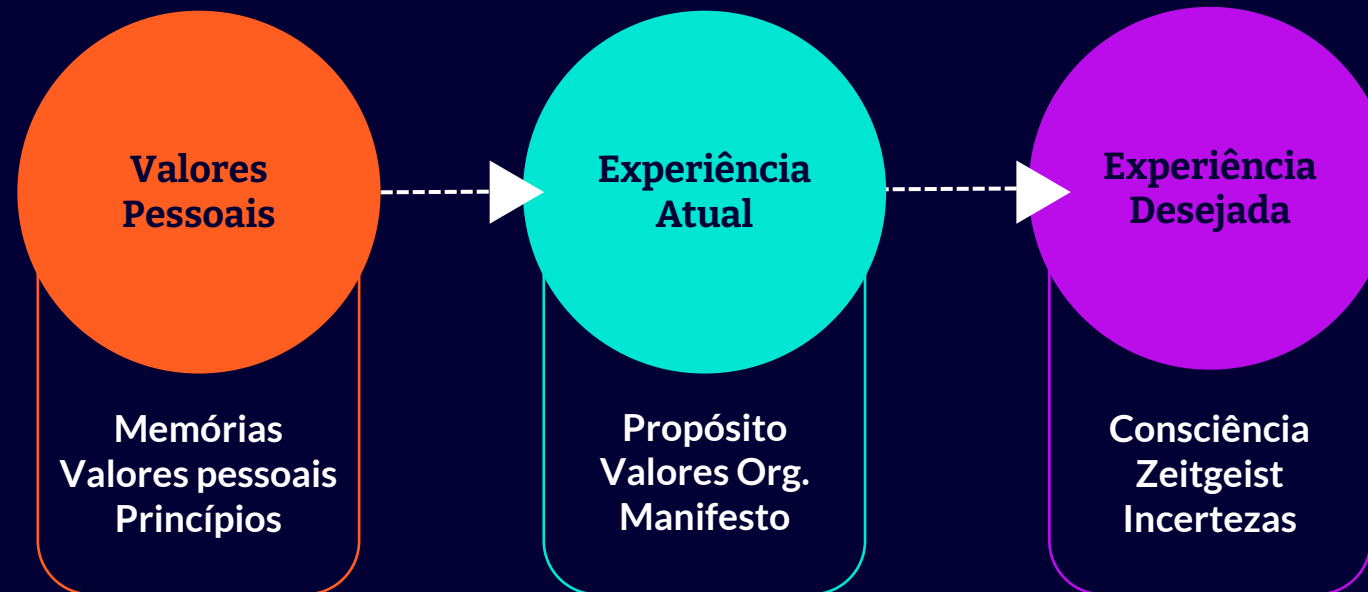 Valores
Pessoais
Experiência
Atual
Experiência
Desejada
Memórias
Valores pessoais
Princípios
Propósito
Valores Org.
Manifesto
Consciência
Zeitgeist
Incertezas